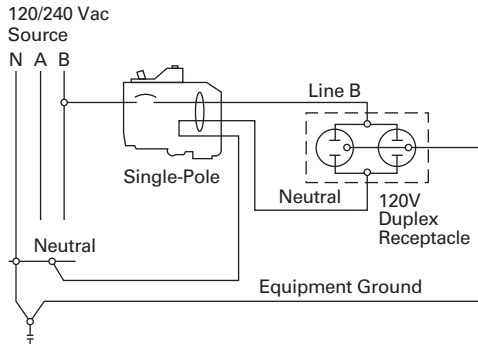 120/240 Vac
Source
N A B
Line B
Single-Pole
Neutral
120V
Duplex
Receptacle
Neutral
Equipment Ground